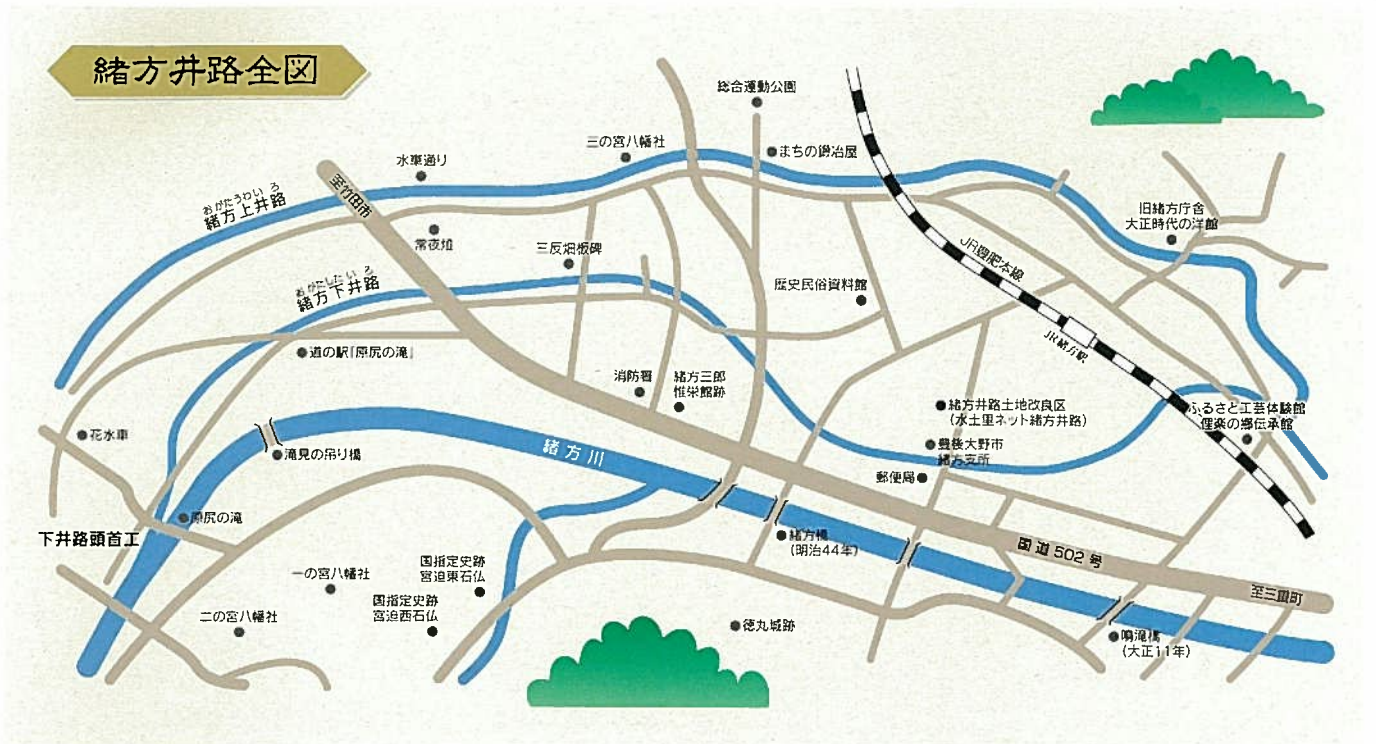 緒方井路全図
総合運動公園
三の宮八幡社
まちの鍛冶屋
水車通り
至竹田市
おがたうわいろ
緒方上井路
旧緒方庁舎
大正時代の洋館
常夜燈
三反畑板碑
JR豊肥本線
おがたしたいろ
緒方下井路
歴史民俗資料館
JR緒方駅
道の駅「原尻の滝」
消防署
緒方三郎
惟栄館跡
緒方井路土地改良区
(水土里ネット緒方井路)
ふるさと工芸体験館
俚楽の郷伝承館
花水車
滝見の吊り橋
緒方川
豊後大野市
緒方支所
郵便局
原尻の滝
下井路頭首工
緒方橋
(明治44年)
国道502号
国指定史跡
宮迫東石仏
一の宮八幡社
国指定史跡
宮迫西石仏
至三重町
二の宮八幡社
徳丸城跡
鳴滝橋
(大正11年)